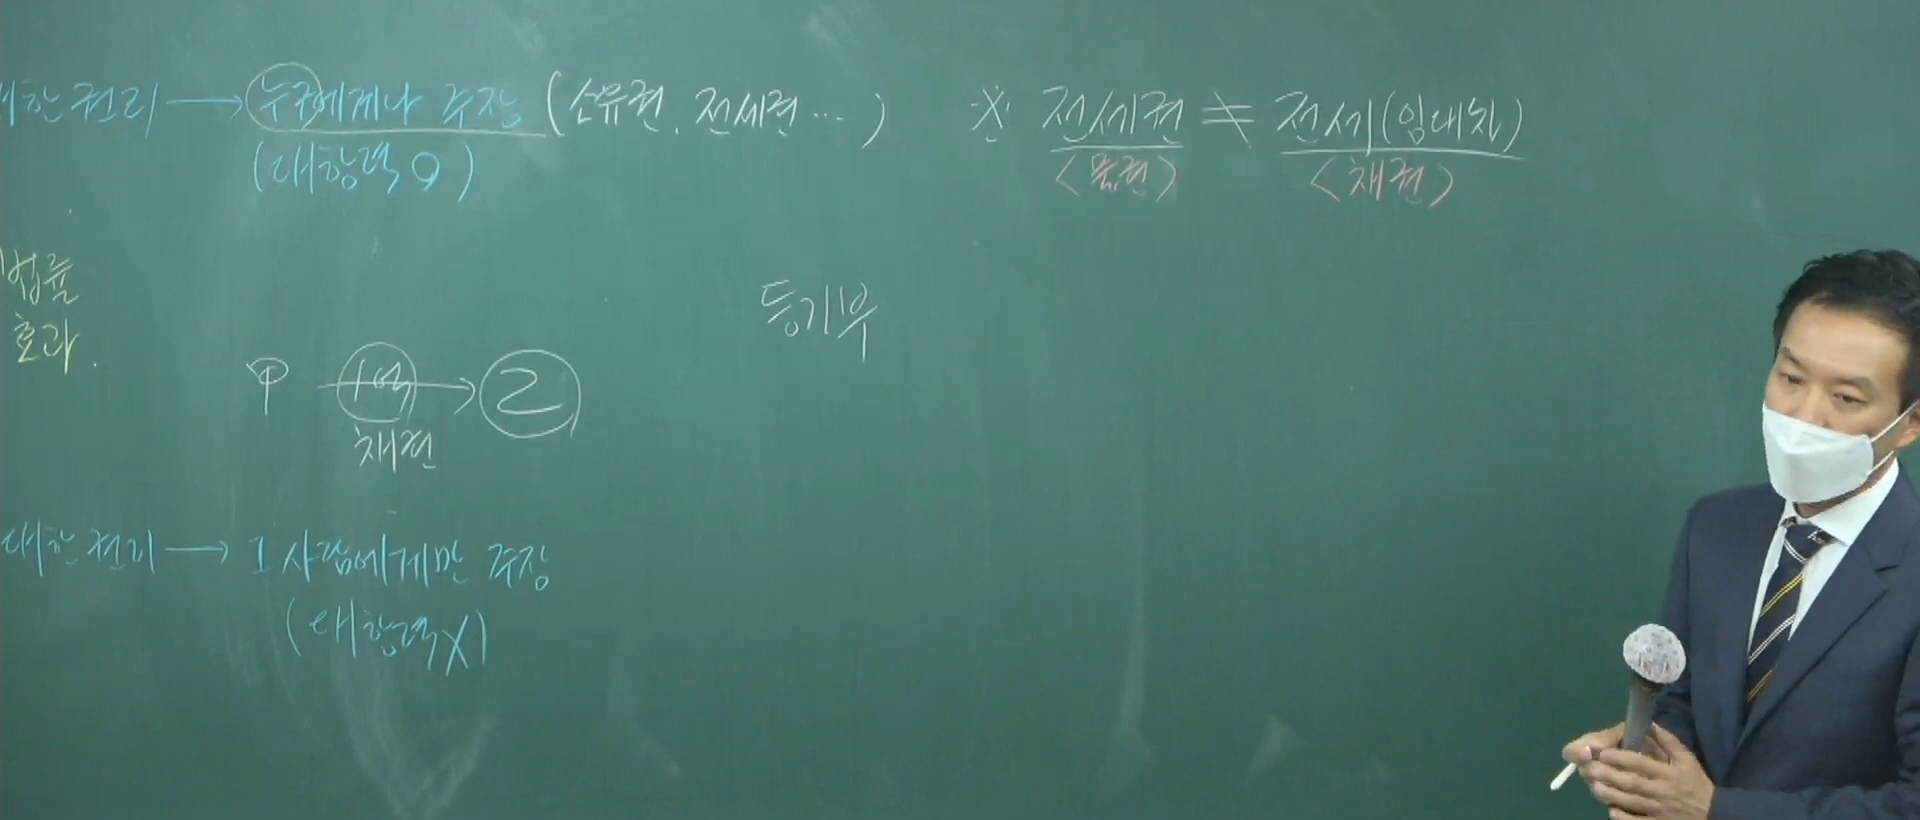 대한 권리 → 누구에게나 주장 (소유권, 전세권 … )
(대항력 O)
※ 전세권 ≠ 전세(임대차)
<물권> <채권>
법률
효과.
등기부
甲 1억 → 乙
채권
대한 권리 → 1 사람에게만 주장
(대항력 X)